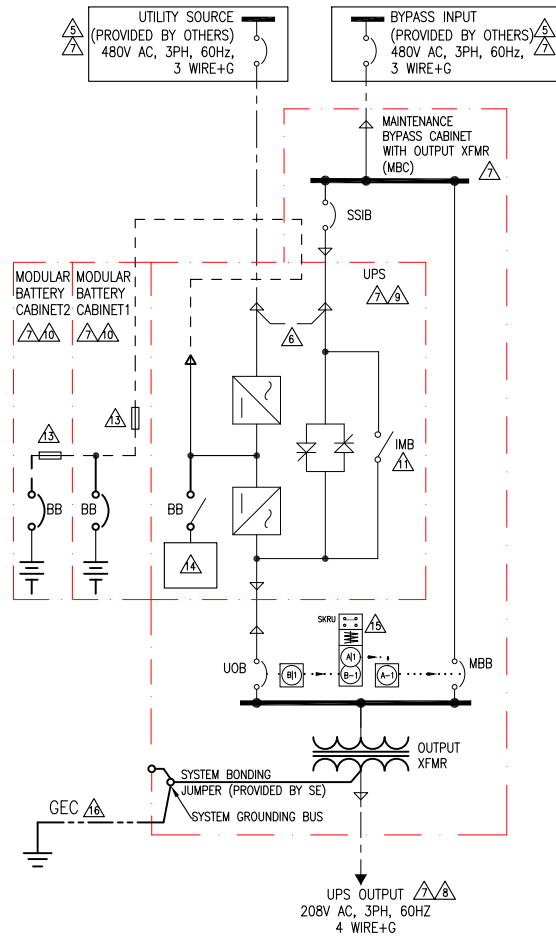 UTILITY SOURCE
(PROVIDED BY OTHERS)
480V AC, 3PH, 60Hz,
3 WIRE+G
5
7
BYPASS INPUT
(PROVIDED BY OTHERS)
480V AC, 3PH, 60Hz,
3 WIRE+G
5
7
MAINTENANCE
BYPASS CABINET
WITH OUTPUT XFMR
(MBC)
7
SSIB
MODULAR
BATTERY
CABINET2
7 10
MODULAR
BATTERY
CABINET1
7 10
UPS
7 9
6
13
13
IMB
11
BB
BB
BB
14
SKRU
15
UOB
B|1
A|1
B-1
A-1
MBB
OUTPUT
XFMR
SYSTEM BONDING
JUMPER (PROVIDED BY SE)
SYSTEM GROUNDING BUS
GEC 16
UPS OUTPUT 7 8
208V AC, 3PH, 60HZ
4 WIRE+G